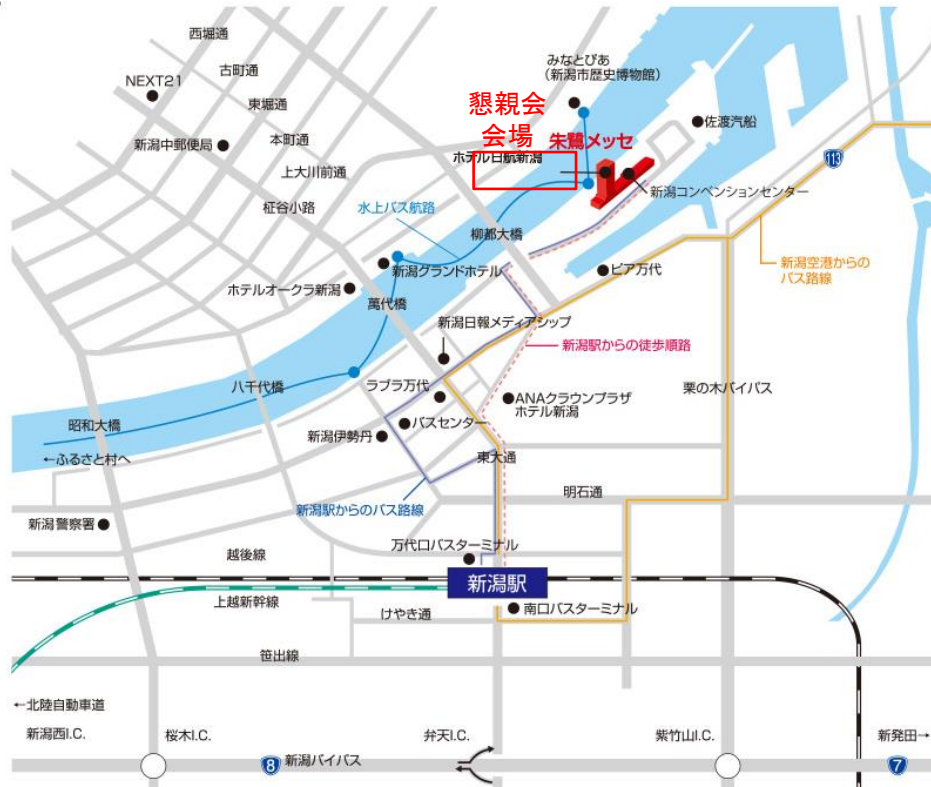 西堀通
古町通
NEXT21
東堀通
新潟中郵便局
本町通
上大川前通
柾谷小路
水上バス航路
みなとぴあ
（新潟市歴史博物館）
懇親会
会場
朱鷺メッセ
ホテル日航新潟
佐渡汽船
113
新潟コンベンションセンター
柳都大橋
新潟グランドホテル
ホテルオークラ新潟
萬代橋
ピア万代
新潟空港からの
バス路線
新潟日報メディアシップ
新潟駅からの徒歩順路
八千代橋
ラブラ万代
栗の木バイパス
ANAクラウンプラザ
ホテル新潟
昭和大橋
バスセンター
新潟伊勢丹
←ふるさと村へ
東大通
明石通
新潟駅からのバス路線
新潟警察署
万代口バスターミナル
越後線
新潟駅
上越新幹線
南口バスターミナル
けやき通
笹出線
←北陸自動車道
新潟西I.C.
桜木I.C.
弁天I.C.
紫竹山I.C.
新発田→
8
新潟バイパス
7